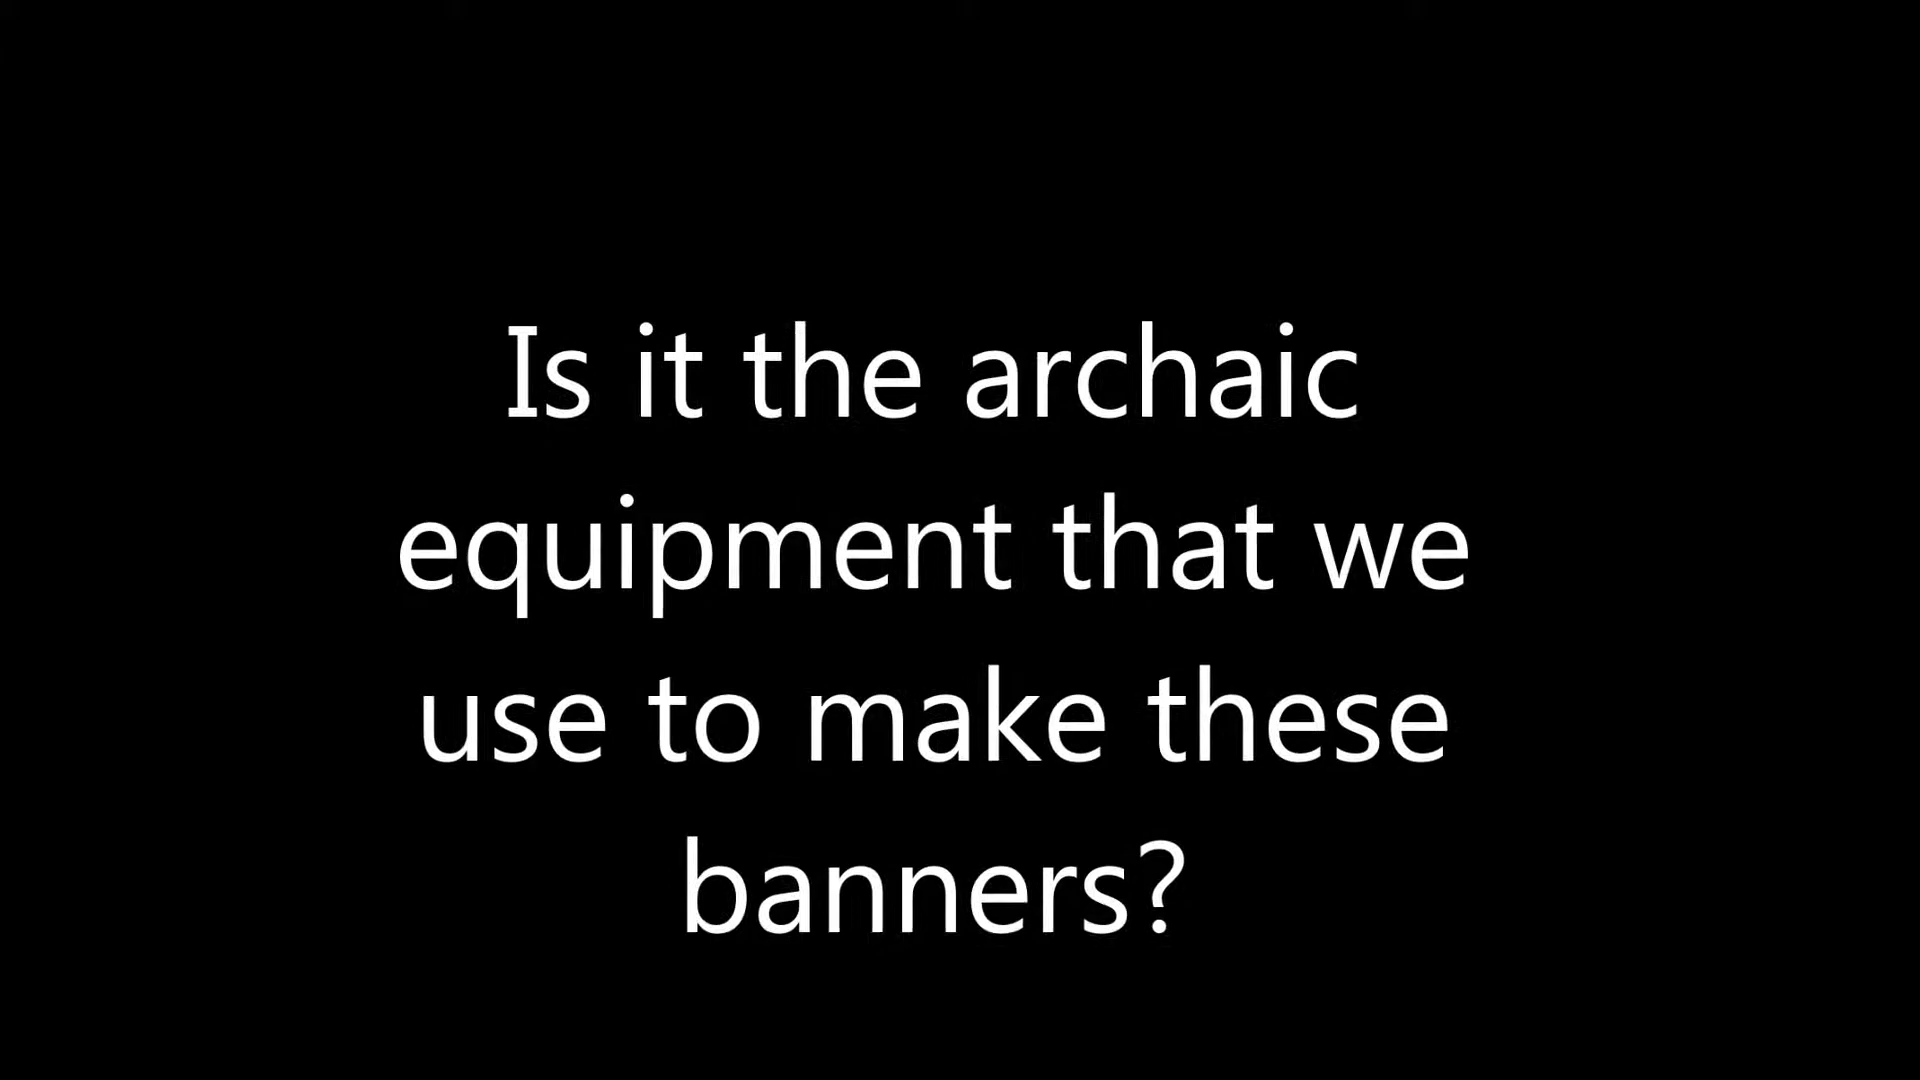 Is it the archaic
equipment that we
use to make these
banners?